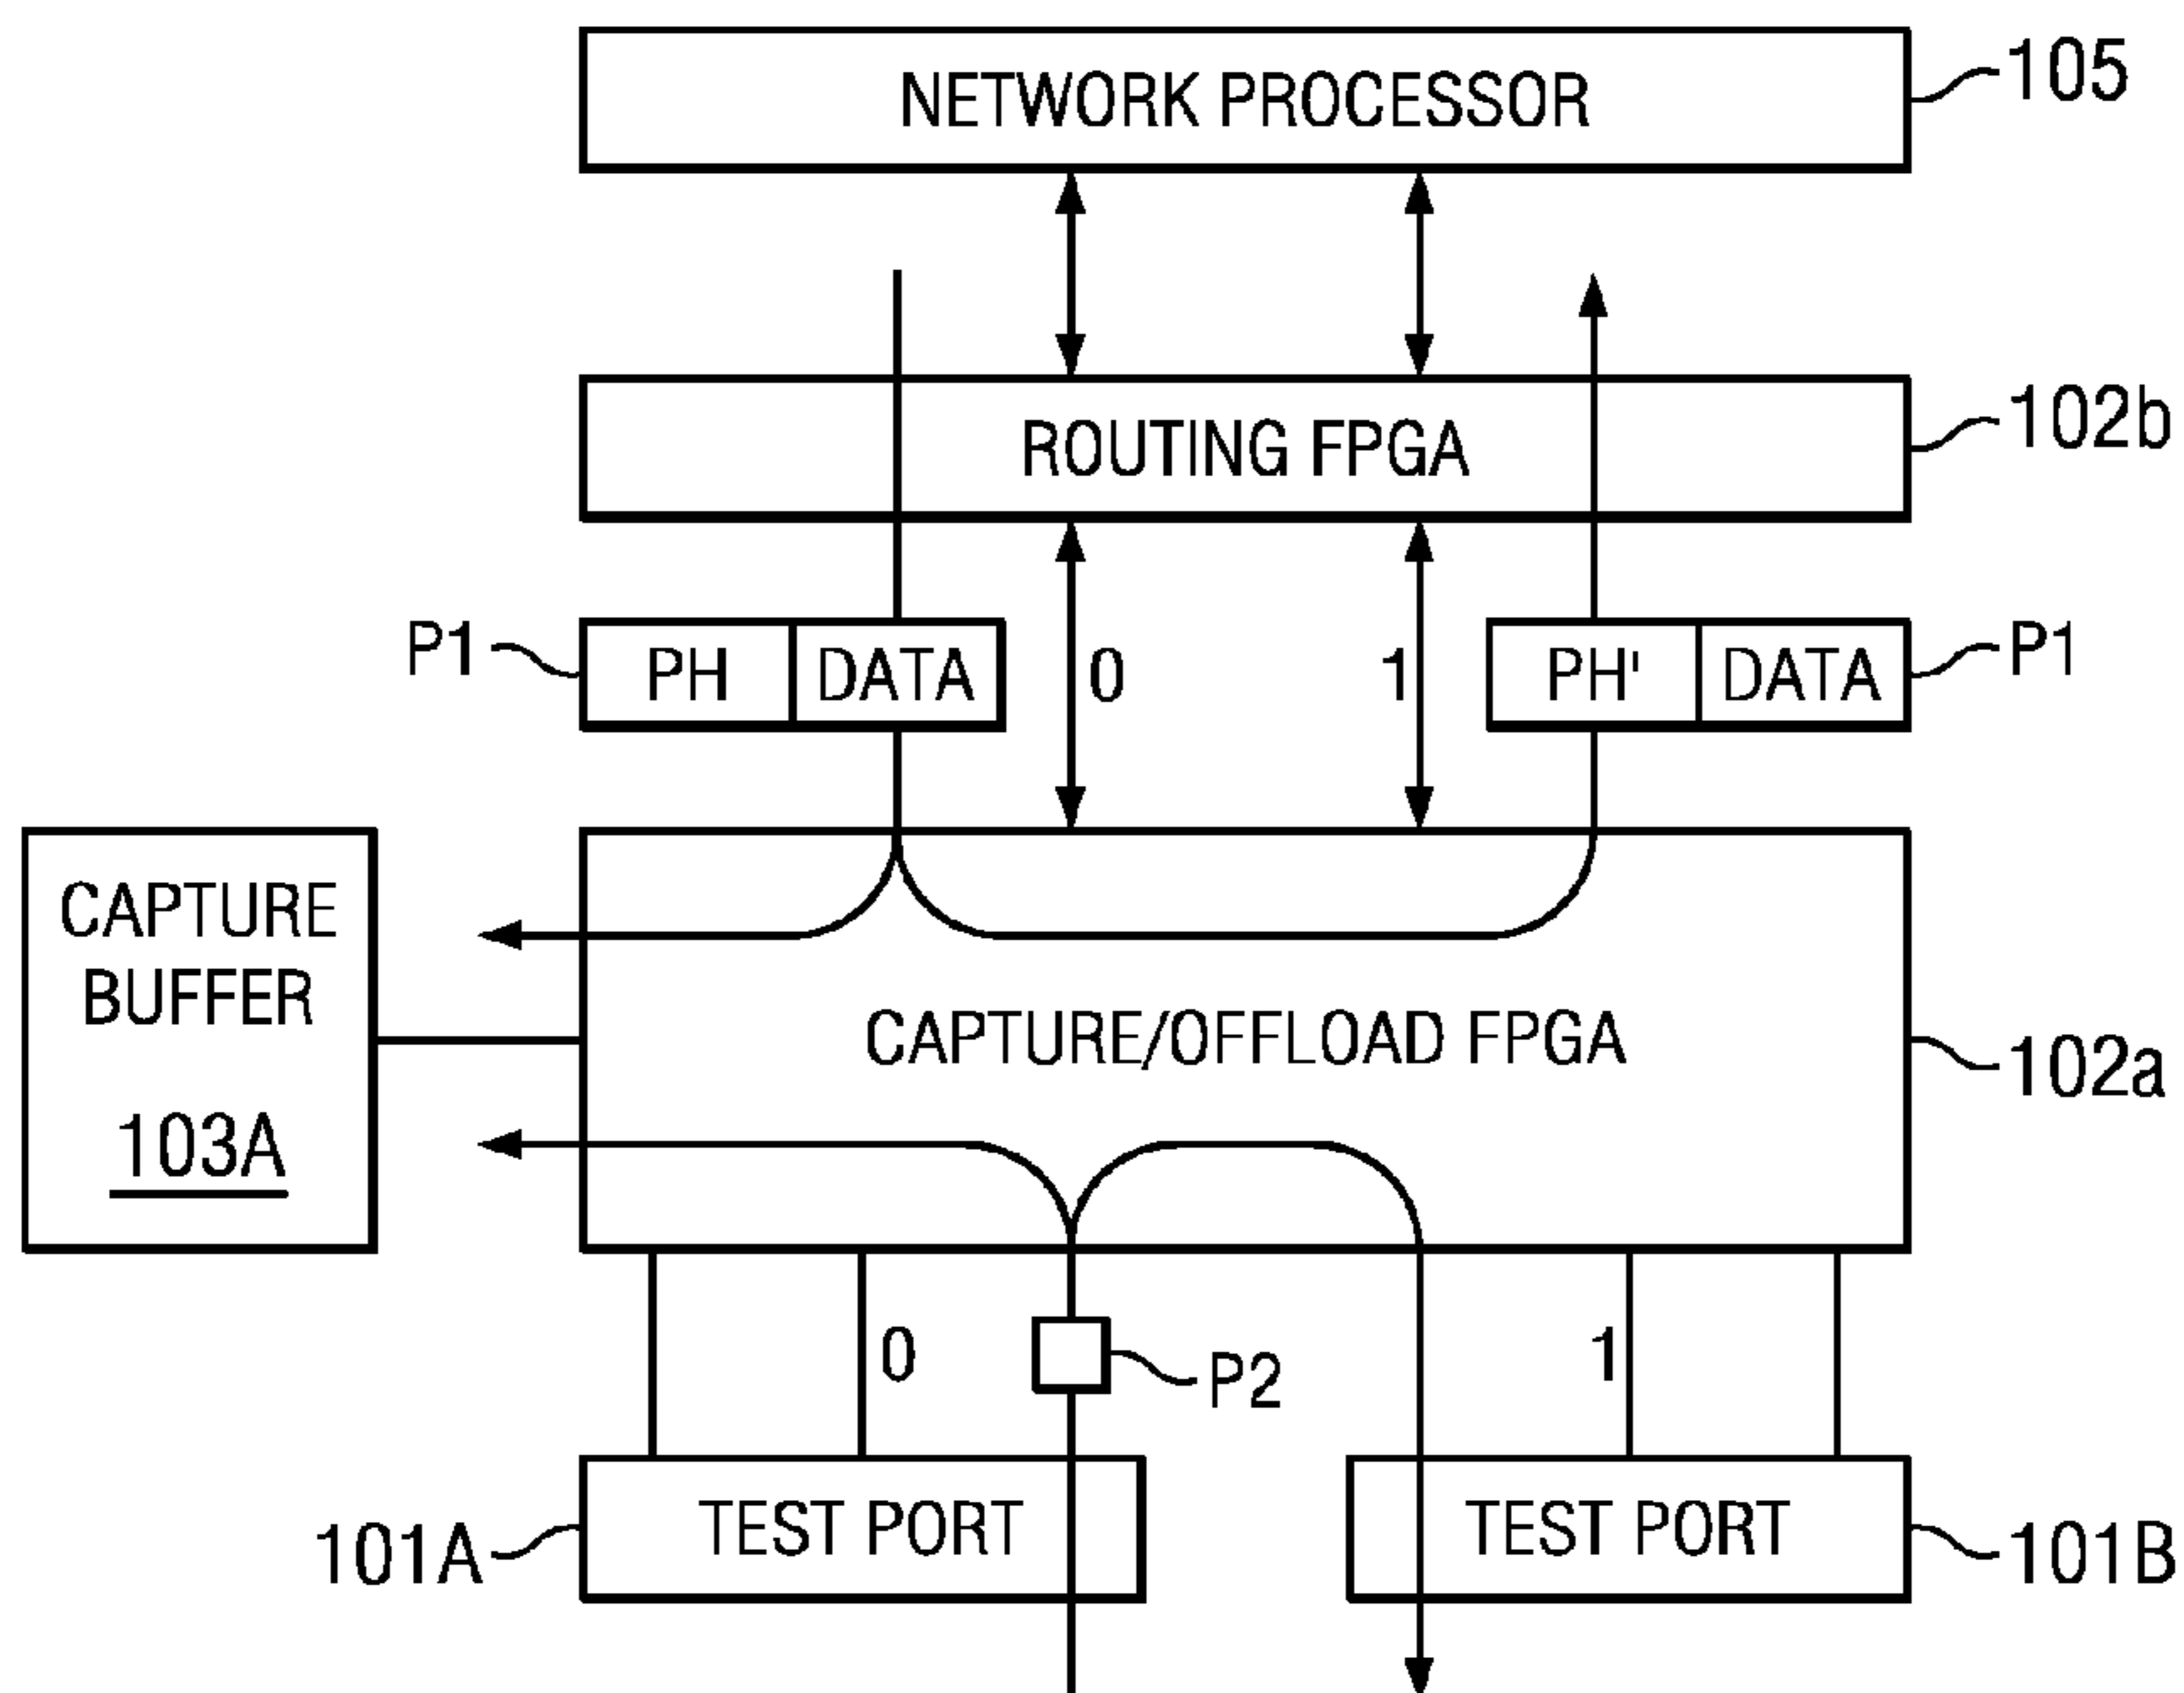 NETWORK PROCESSOR
105
ROUTING FPGA
102b
P1
PH
DATA
0
1
PH'
DATA
P1
CAPTURE
BUFFER
103A
CAPTURE/OFFLOAD FPGA
102a
0
P2
1
101A
TEST PORT
TEST PORT
101B